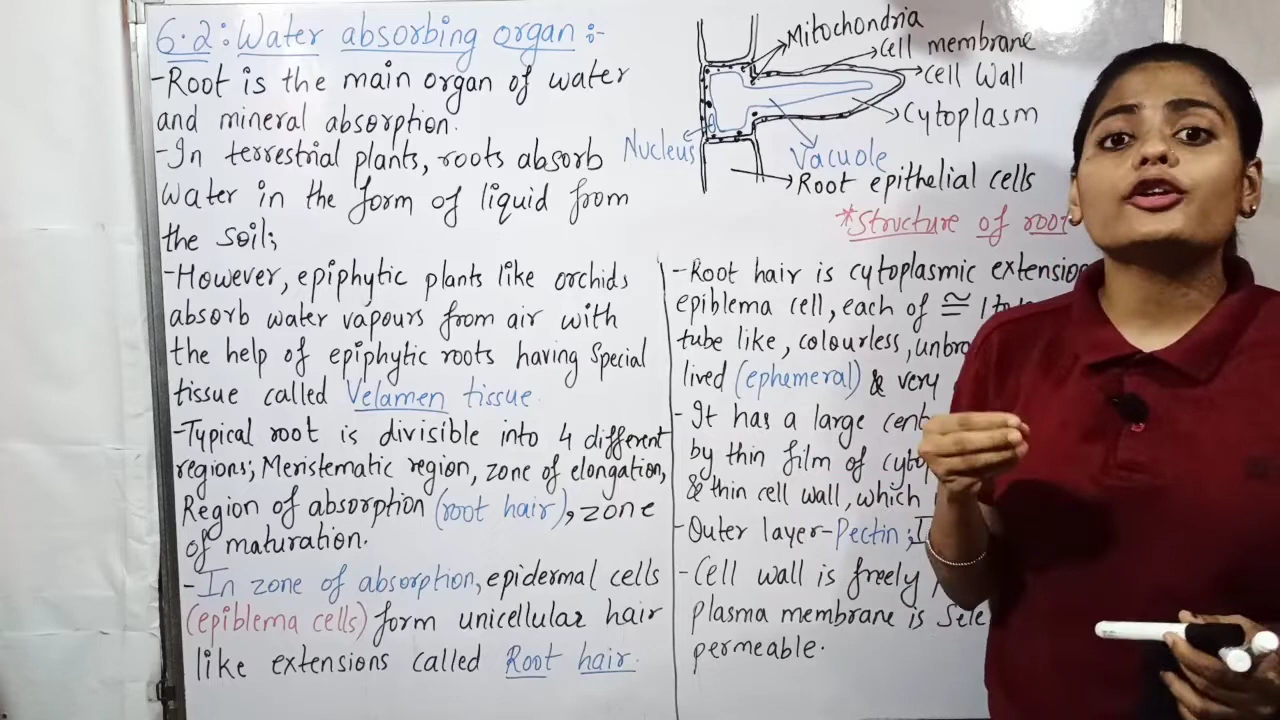 6.2: Water absorbing organ :-
-Root is the main organ of water
and mineral absorption.
-In terrestrial plants, roots absorb
water in the form of liquid from
the soil;
-However, epiphytic plants like orchids
absorb water vapours from air with
the help of epiphytic roots having special
tissue called Velamen tissue.
-Typical root is divisible into 4 different
regions; Meristematic region, zone of elongation,
Region of absorption (root hair), zone
of maturation.
-In zone of absorption, epidermal cells
(epiblema cells) form unicellular hair
like extensions called Root hair.
Mitochondria
Cell membrane
Cell Wall
Cytoplasm
Nucleus
Vacuole
Root epithelial cells
*Structure of root
-Root hair is cytoplasmic extension
epiblema cell, each of ≅ 1 to
tube like, colourless, unbro
lived (ephemeral) & very
-It has a large cent
by thin film of cyto
& thin cell wall, which
-Outer layer-Pectin; I
-Cell wall is freely
plasma membrane is Sele
permeable.